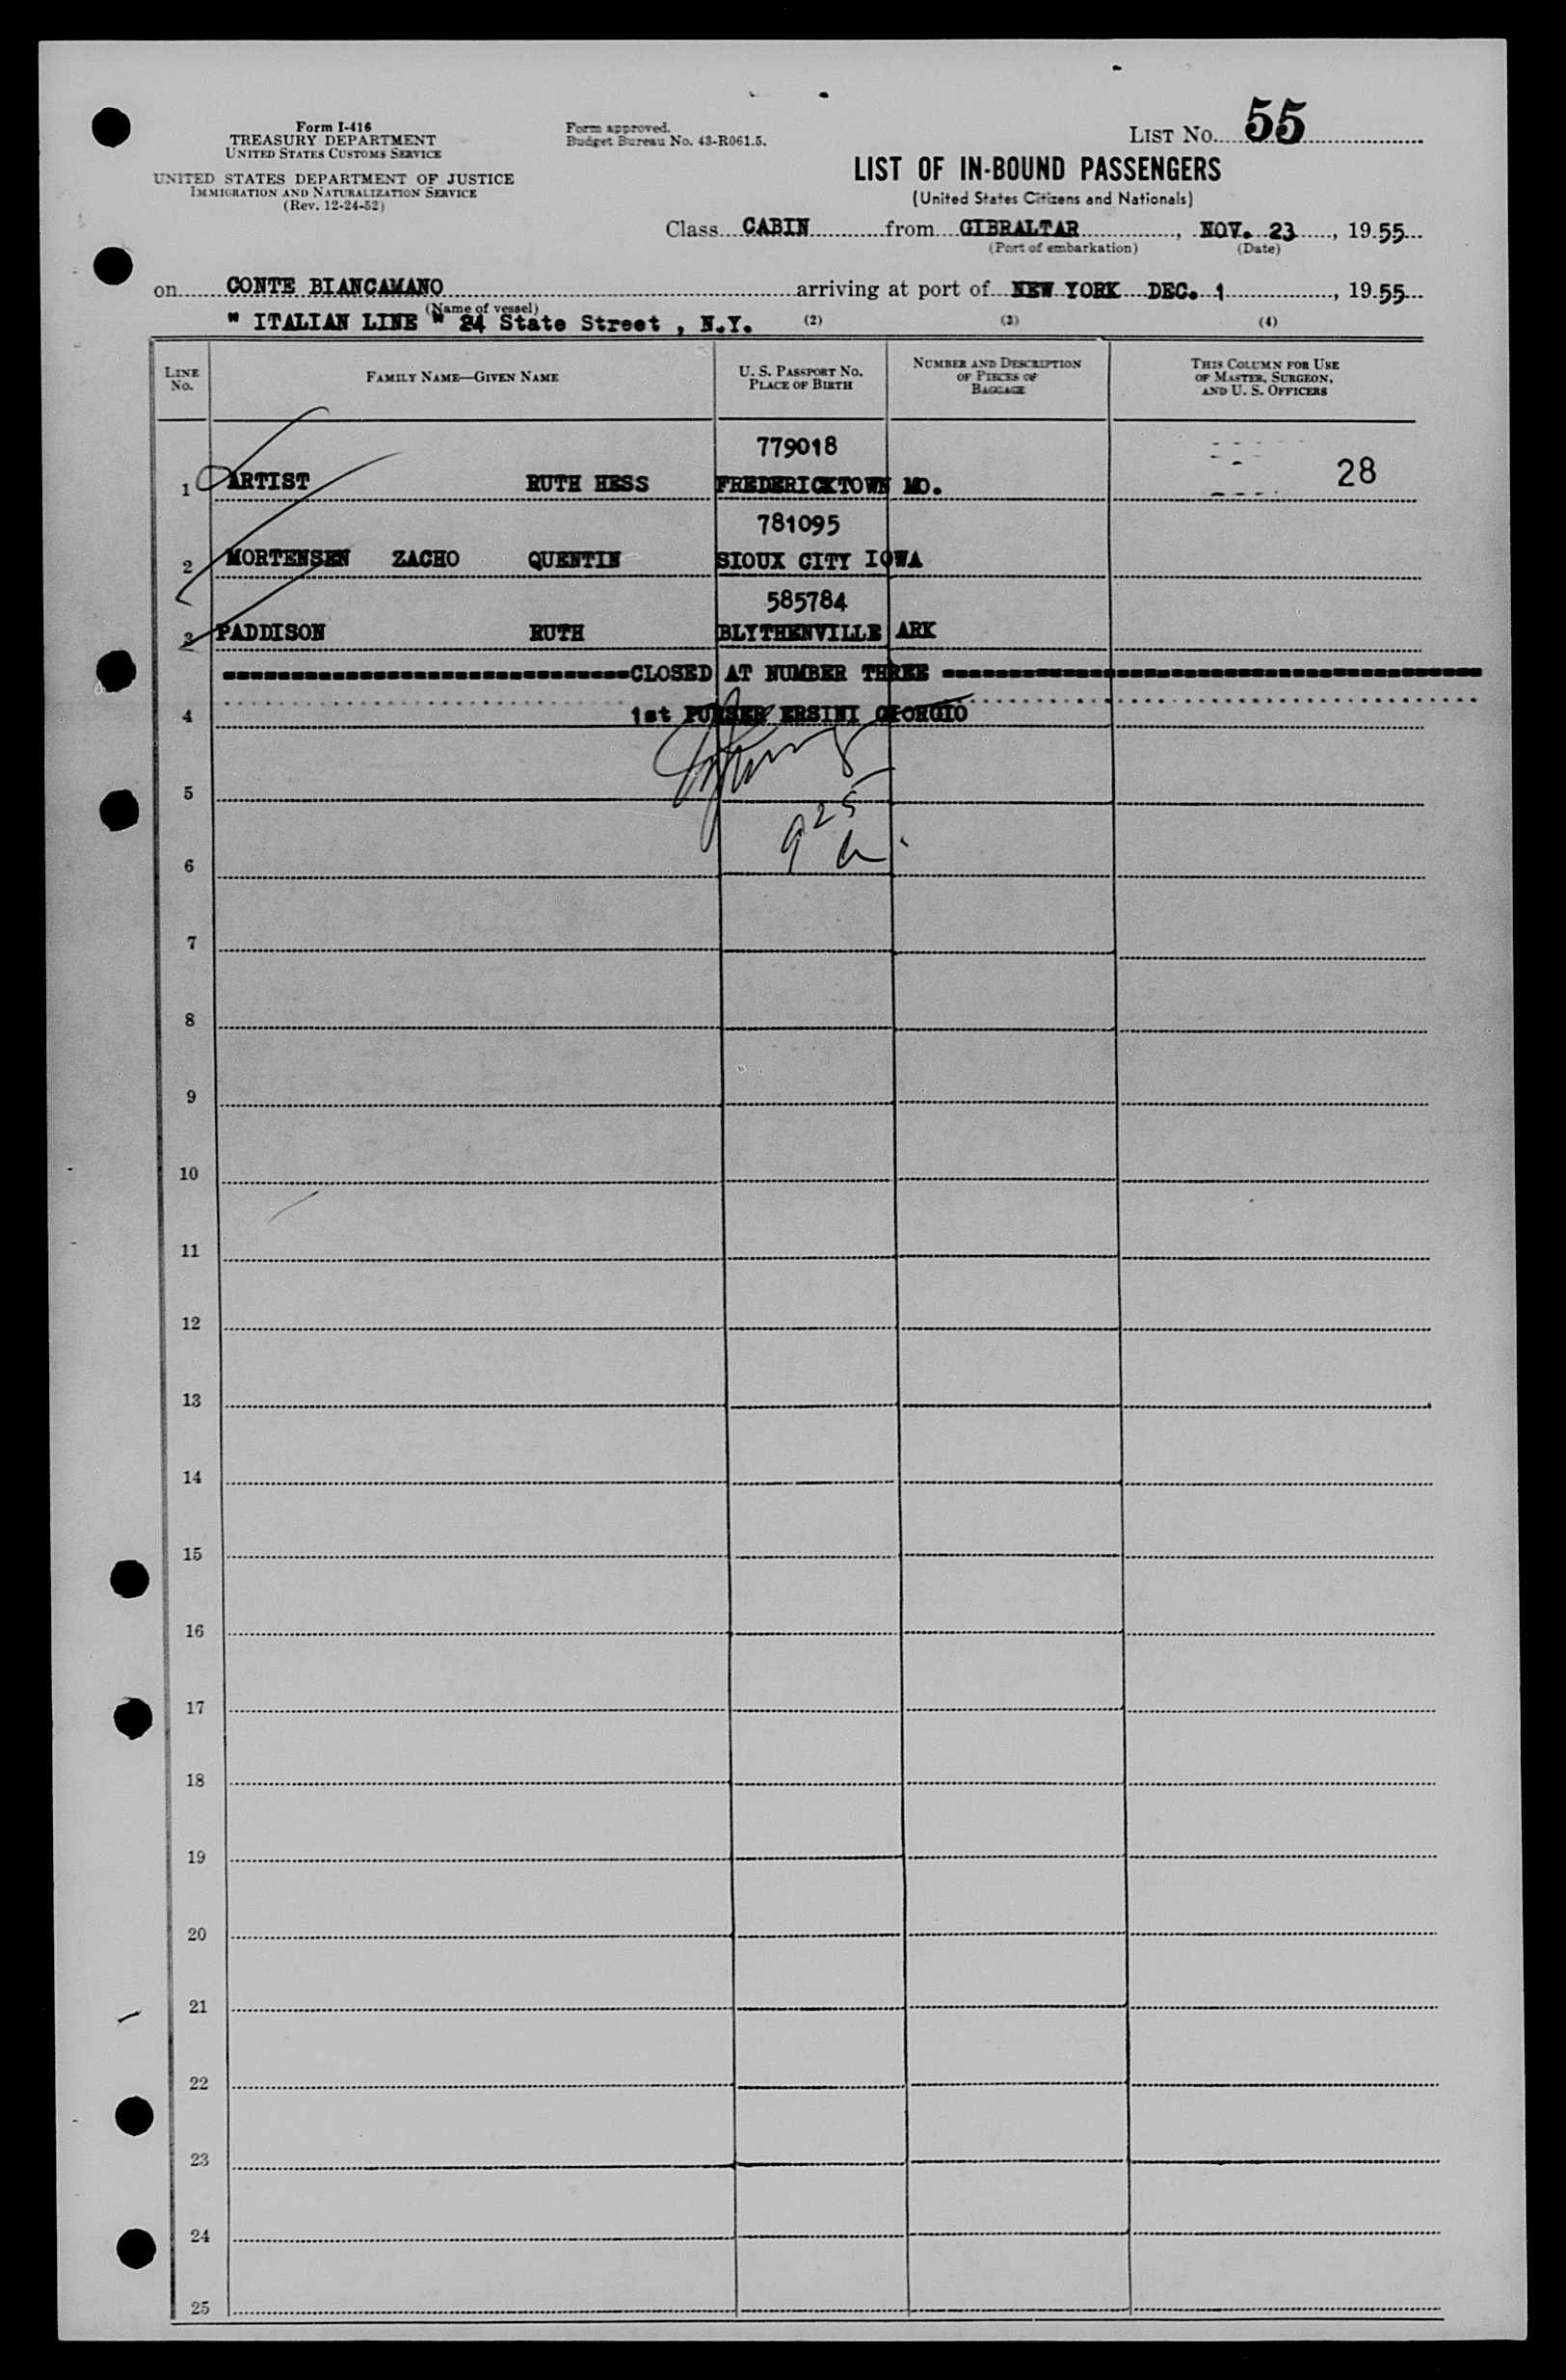 Form I-416
TREASURY DEPARTMENT
UNITED STATES CUSTOMS SERVICE
UNITED STATES DEPARTMENT OF JUSTICE
IMMIGRATION AND NATURALIZATION SERVICE
(Rev. 12-24-52)
Form approved.
Budget Bureau No. 43-R061.5.
LIST No. 55
LIST OF IN-BOUND PASSENGERS
(United States Citizens and Nationals)
Class CABIN from GIBRALTAR, NOV. 23, 1955
(Port of embarkation) (Date)
on CONTE BIANCAMANO arriving at port of NEW YORK DEC. 1, 1955
(Name of vessel)
" ITALIAN LINE " 24 State Street , N.Y. (2) (3) (4)
LINE No. FAMILY NAME—GIVEN NAME U. S. PASSPORT NO. PLACE OF BIRTH NUMBER AND DESCRIPTION OF PIECES OF BAGGAGE THIS COLUMN FOR USE OF MASTER, SURGEON, AND U. S. OFFICERS
779018
1 ARTIST RUTH HESS FREDERICKTOWN MO. 28
781095
2 MORTENSEN ZACHO QUENTIN SIOUX CITY IOWA
585784
3 PADDISON RUTH BLYTHENVILLE ARK
CLOSED AT NUMBER THREE
4 1st PURSER ERSINI GIORGIO
5
925
6
7
8
9
10
11
12
13
14
15
16
17
18
19
20
21
22
23
24
25